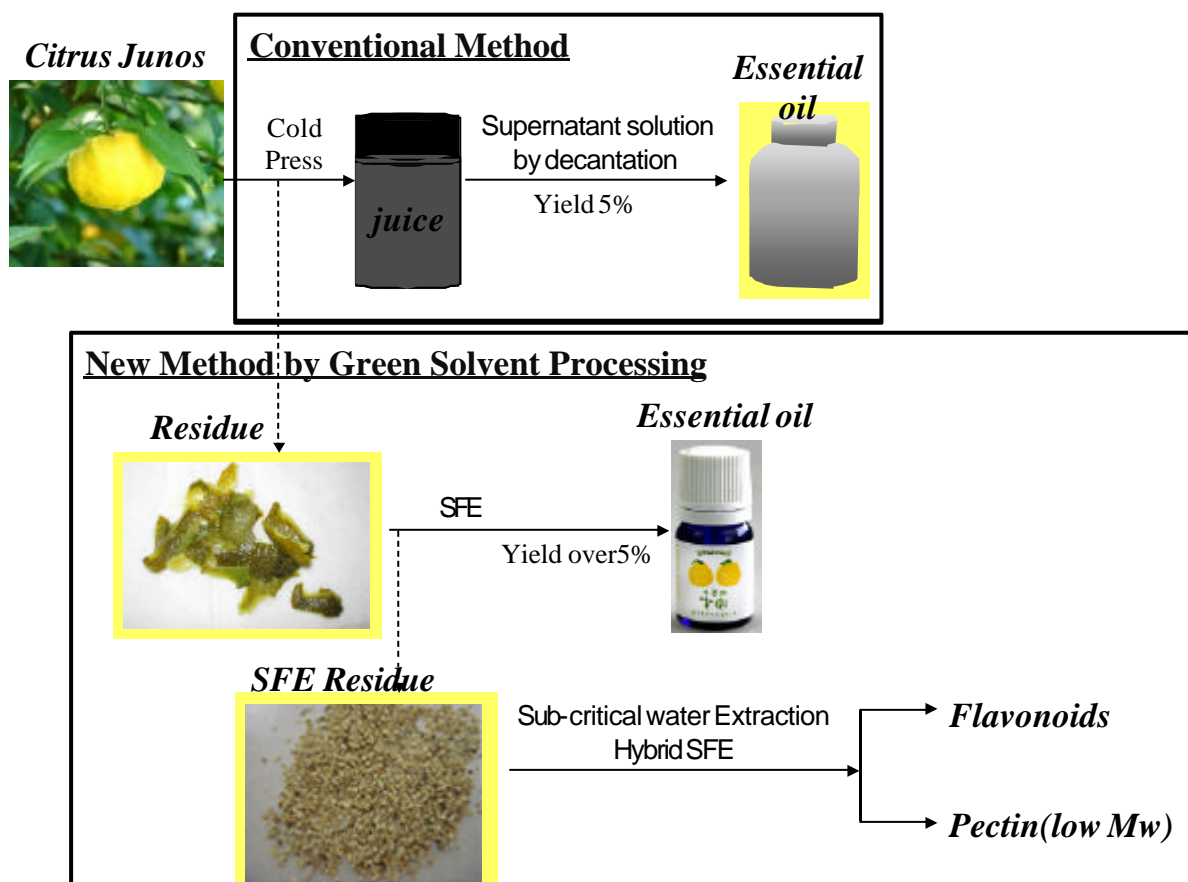 Citrus Junos
Conventional Method
Essential
oil
Cold
Press
juice
Supernatant solution
by decantation
Yield 5%
New Method by Green Solvent Processing
Residue
SFE
Yield over5%
Essential oil
SFE Residue
Sub-critical water Extraction
Hybrid SFE
Flavonoids
Pectin(low Mw)